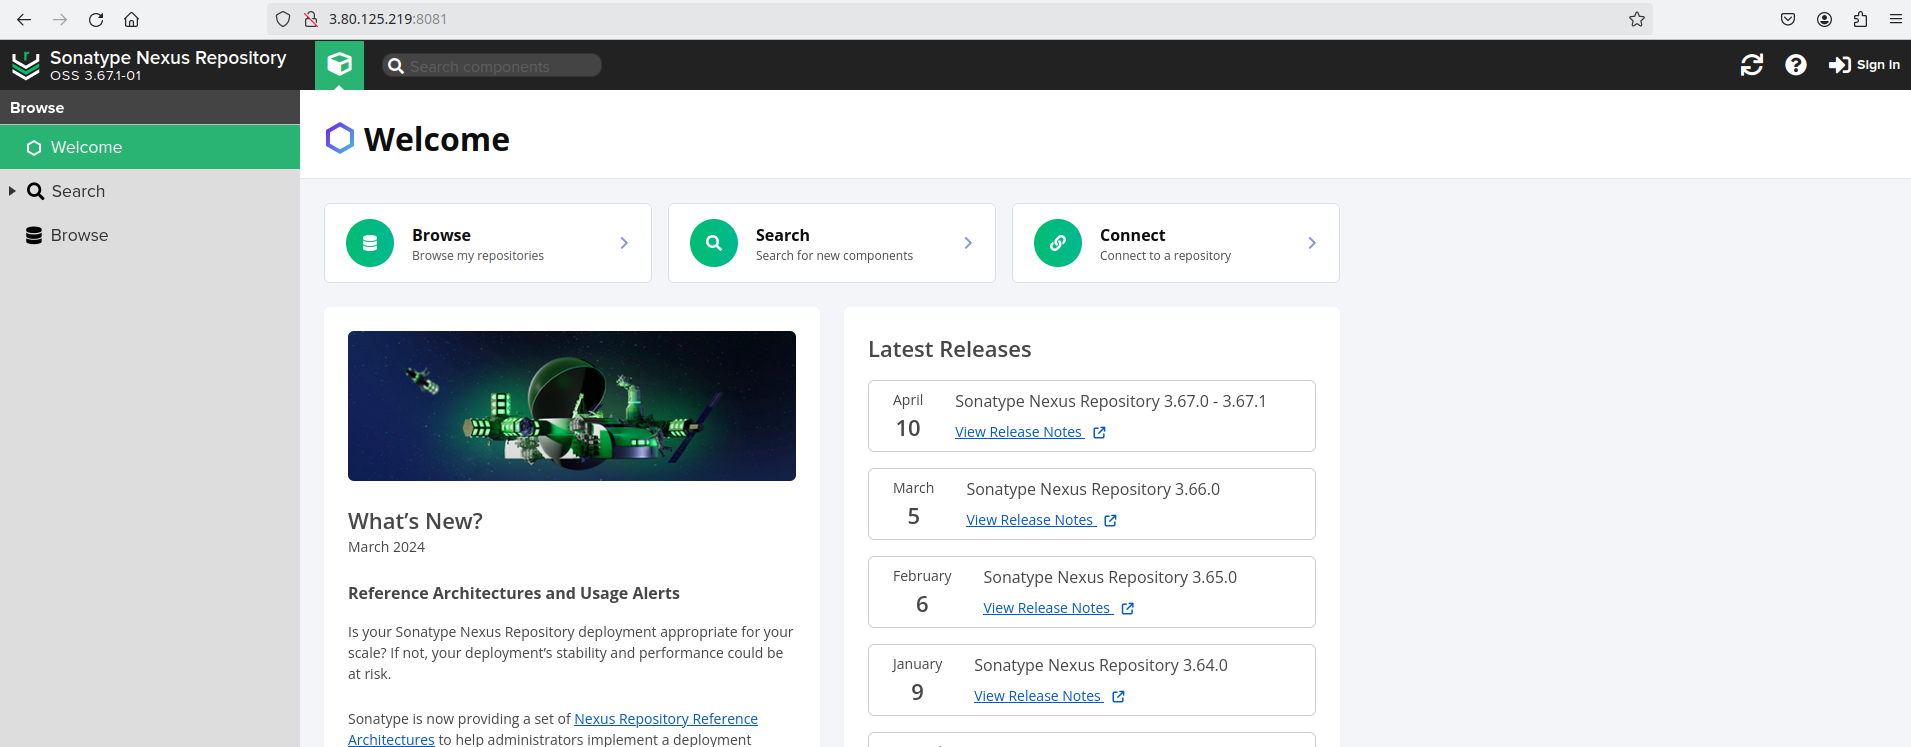 3.80.125.219:8081
Sonatype Nexus Repository
OSS 3.67.1-01
Search components
Sign In
Browse
Welcome
Search
Browse
Welcome
Browse
Browse my repositories
Search
Search for new components
Connect
Connect to a repository
What's New?
March 2024
Reference Architectures and Usage Alerts
Is your Sonatype Nexus Repository deployment appropriate for your
scale? If not, your deployment's stability and performance could be
at risk.
Sonatype is now providing a set of Nexus Repository Reference
Architectures to help administrators implement a deployment
Latest Releases
April
10
Sonatype Nexus Repository 3.67.0 - 3.67.1
View Release Notes
March
5
Sonatype Nexus Repository 3.66.0
View Release Notes
February
6
Sonatype Nexus Repository 3.65.0
View Release Notes
January
9
Sonatype Nexus Repository 3.64.0
View Release Notes